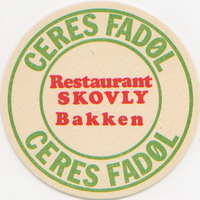 CERES FADØL
Restaurant
SKOVLY
Bakken
CERES FADØL